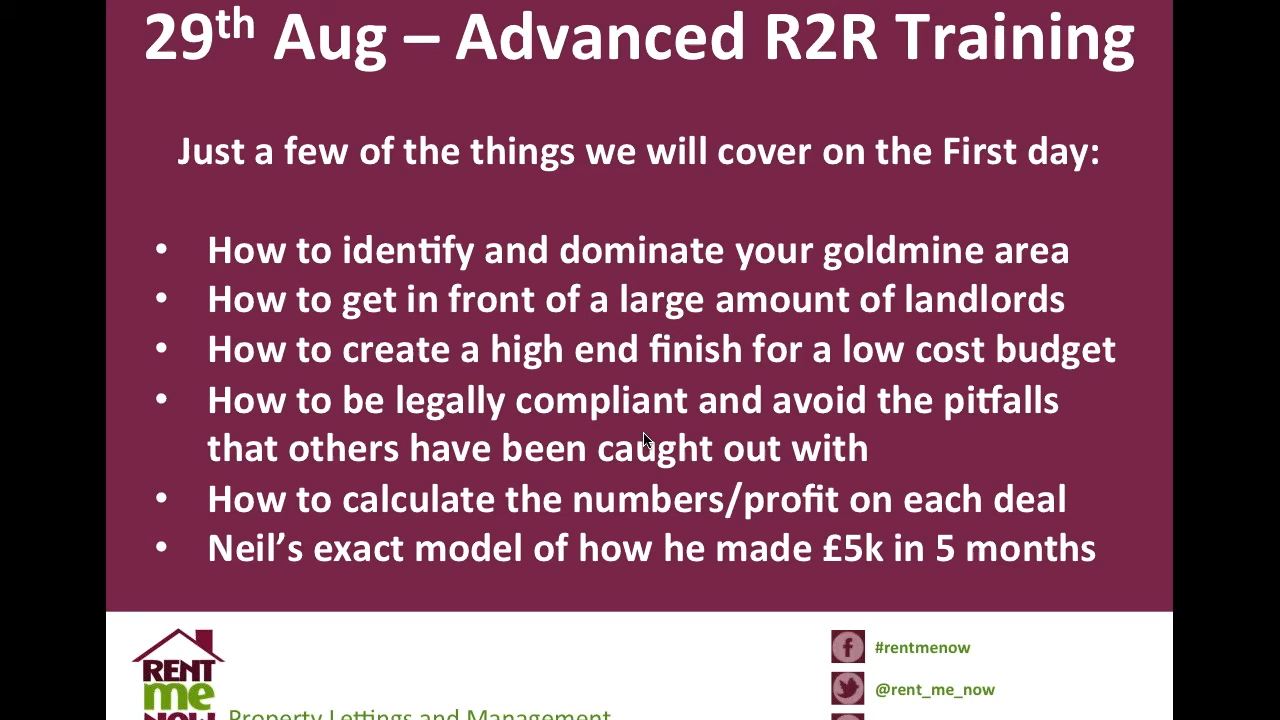 29th Aug – Advanced R2R Training
Just a few of the things we will cover on the First day:
• How to identify and dominate your goldmine area
• How to get in front of a large amount of landlords
• How to create a high end finish for a low cost budget
• How to be legally compliant and avoid the pitfalls
that others have been caught out with
• How to calculate the numbers/profit on each deal
• Neil’s exact model of how he made £5k in 5 months
RENT
me
NOW
Property Lettings and Management
#rentmenow
@rent_me_now